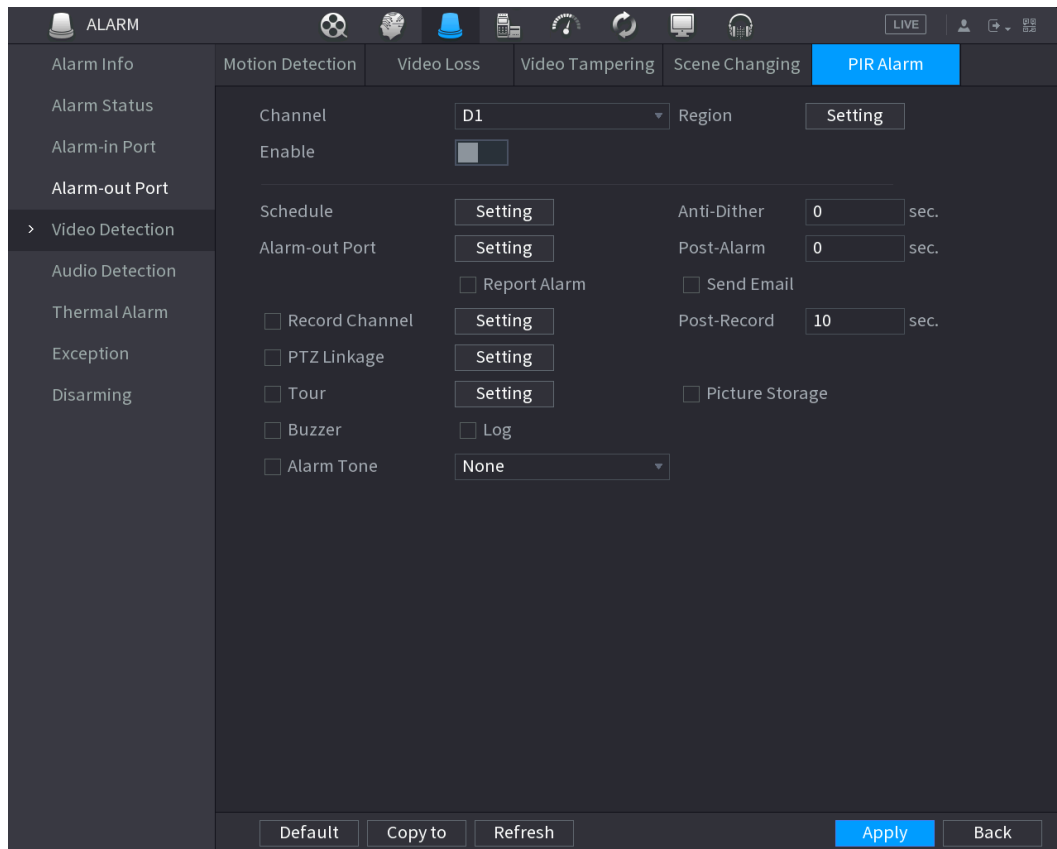 ALARM LIVE
Alarm Info
Alarm Status
Alarm-in Port
Alarm-out Port
Video Detection
Audio Detection
Thermal Alarm
Exception
Disarming
Motion Detection Video Loss Video Tampering Scene Changing PIR Alarm
Channel D1 Region Setting
Enable
Schedule Setting Anti-Dither 0 sec.
Alarm-out Port Setting Post-Alarm 0 sec.
Report Alarm Send Email
Record Channel Setting Post-Record 10 sec.
PTZ Linkage Setting
Tour Setting Picture Storage
Buzzer Log
Alarm Tone None
Default Copy to Refresh Apply Back